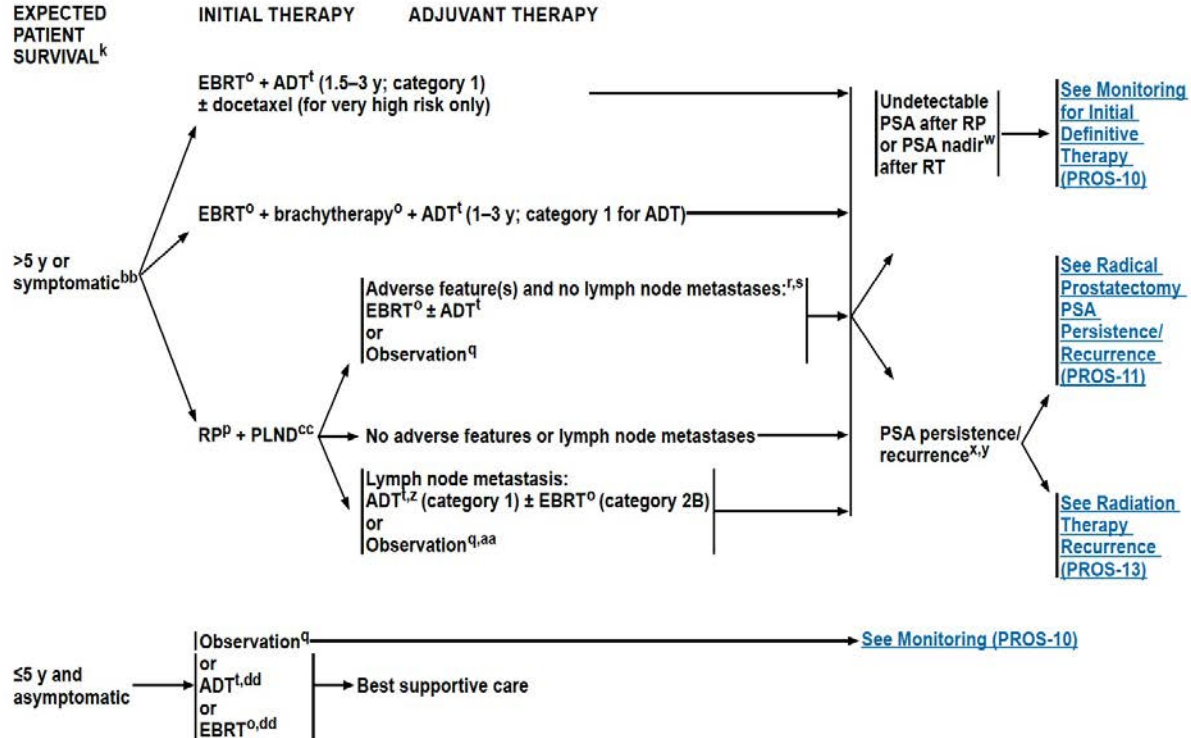 EXPECTED
PATIENT
SURVIVALk
INITIAL THERAPY
ADJUVANT THERAPY
>5 y or
symptomaticbb
EBRTo + ADTt (1.5–3 y; category 1)
± docetaxel (for very high risk only)
EBRTo + brachytherapyo + ADTt (1–3 y; category 1 for ADT)
RPp + PLNDcc
Adverse feature(s) and no lymph node metastases:r,s
EBRTo ± ADTt
or
Observationq
No adverse features or lymph node metastases
Lymph node metastasis:
ADTt,z (category 1) ± EBRTo (category 2B)
or
Observationq,aa
Undetectable
PSA after RP
or PSA nadirw
after RT
See Monitoring
for Initial
Definitive
Therapy
(PROS-10)
PSA persistence/
recurrencex,y
See Radical
Prostatectomy
PSA
Persistence/
Recurrence
(PROS-11)
See Radiation
Therapy
Recurrence
(PROS-13)
≤5 y and
asymptomatic
Observationq
or
ADTt,dd
or
EBRTo,dd
See Monitoring (PROS-10)
Best supportive care